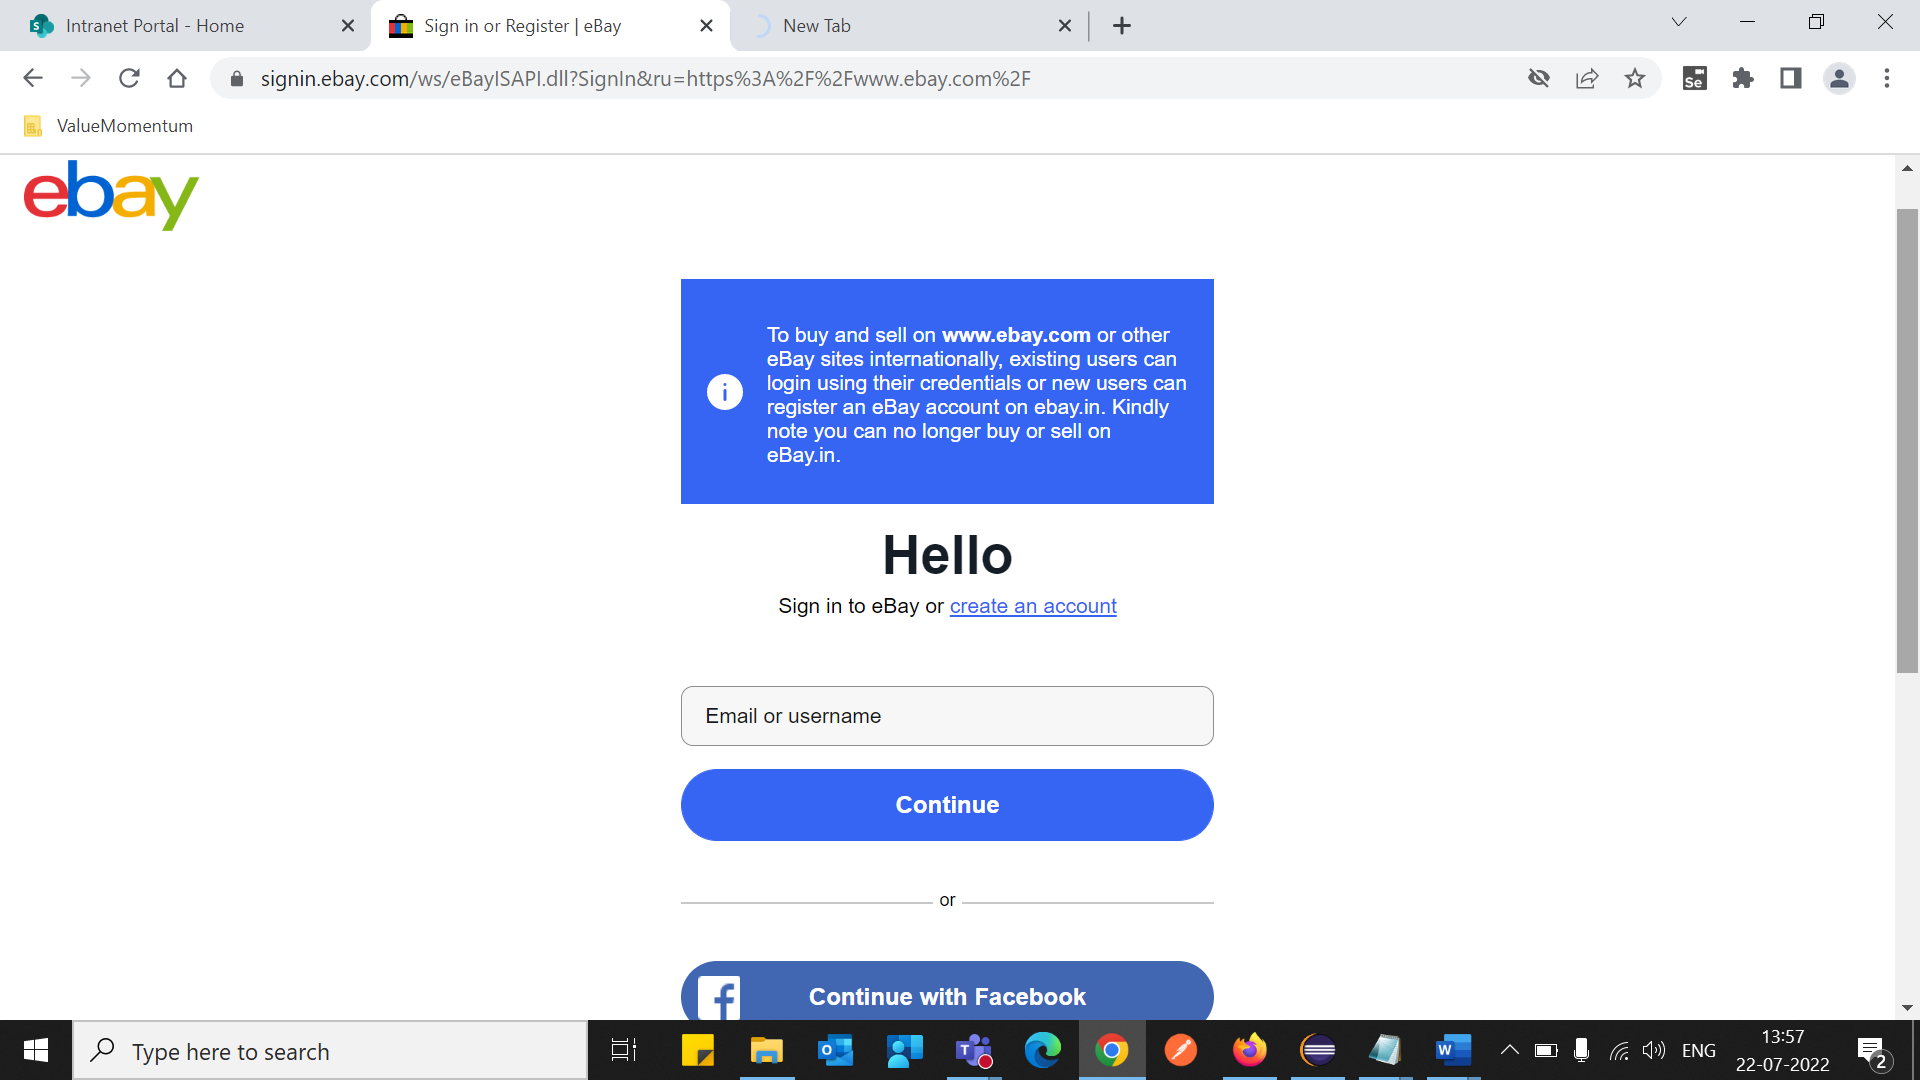 Intranet Portal - Home
Sign in or Register | eBay
New Tab
signin.ebay.com/ws/eBayISAPI.dll?SignIn&ru=https%3A%2F%2Fwww.ebay.com%2F
Se
ValueMomentum
ebay
To buy and sell on www.ebay.com or other
eBay sites internationally, existing users can
login using their credentials or new users can
register an eBay account on ebay.in. Kindly
note you can no longer buy or sell on
eBay.in.
Hello
Sign in to eBay or create an account
Email or username
Continue
or
Continue with Facebook
Type here to search
ENG
13:57
22-07-2022
2